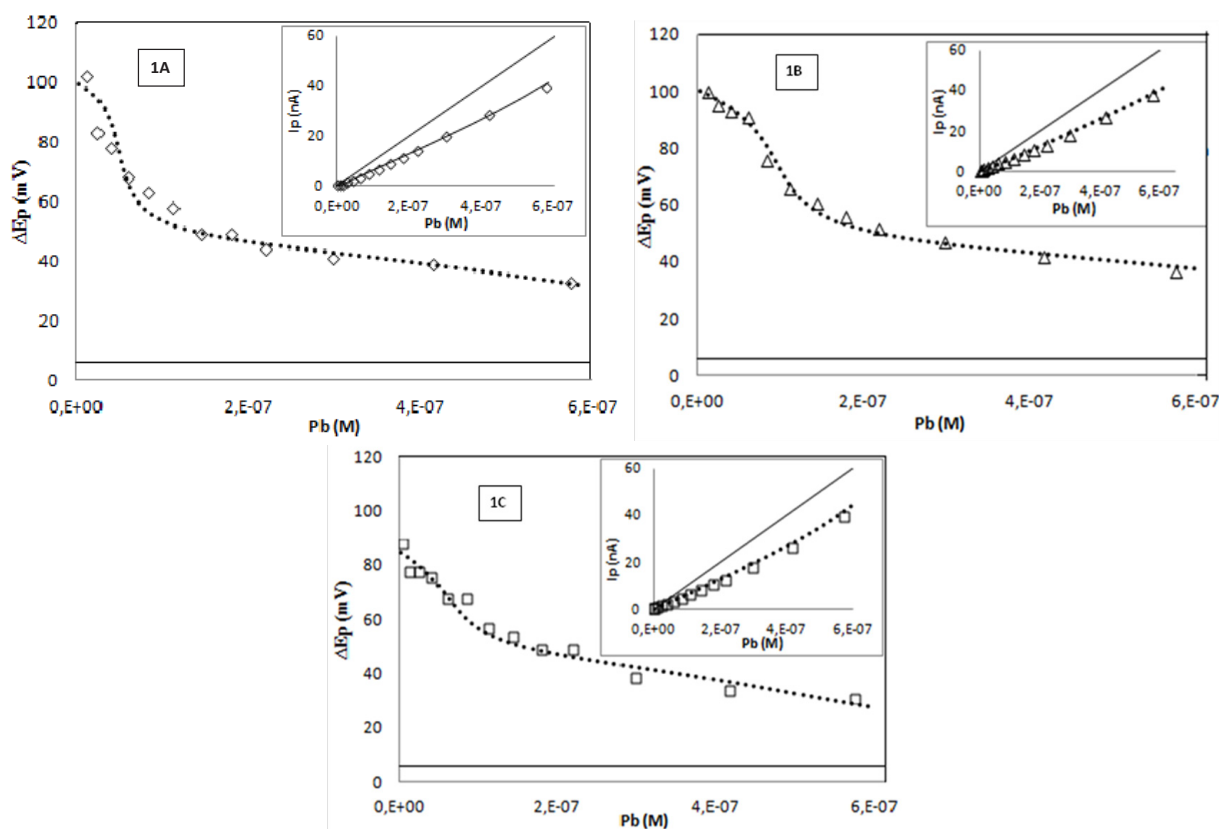 120
100
80
60
40
20
0
ΔEp (mV)
0,E+00
2,E-07
4,E-07
6,E-07
Pb (M)
1A
60
40
20
0
Ip (nA)
0,E+00
2,E-07
4,E-07
6,E-07
Pb (M)
120
100
80
60
40
20
0
ΔEp (mV)
0,E+00
2,E-07
4,E-07
6,E-07
Pb (M)
1B
60
40
20
0
Ip (nA)
0,E+00
2,E-07
4,E-07
6,E-07
Pb (M)
120
100
80
60
40
20
0
ΔEp (mV)
0,E+00
2,E-07
4,E-07
6,E-07
Pb (M)
1C
60
40
20
0
Ip (nA)
0,E+00
2,E-07
4,E-07
6,E-07
Pb (M)